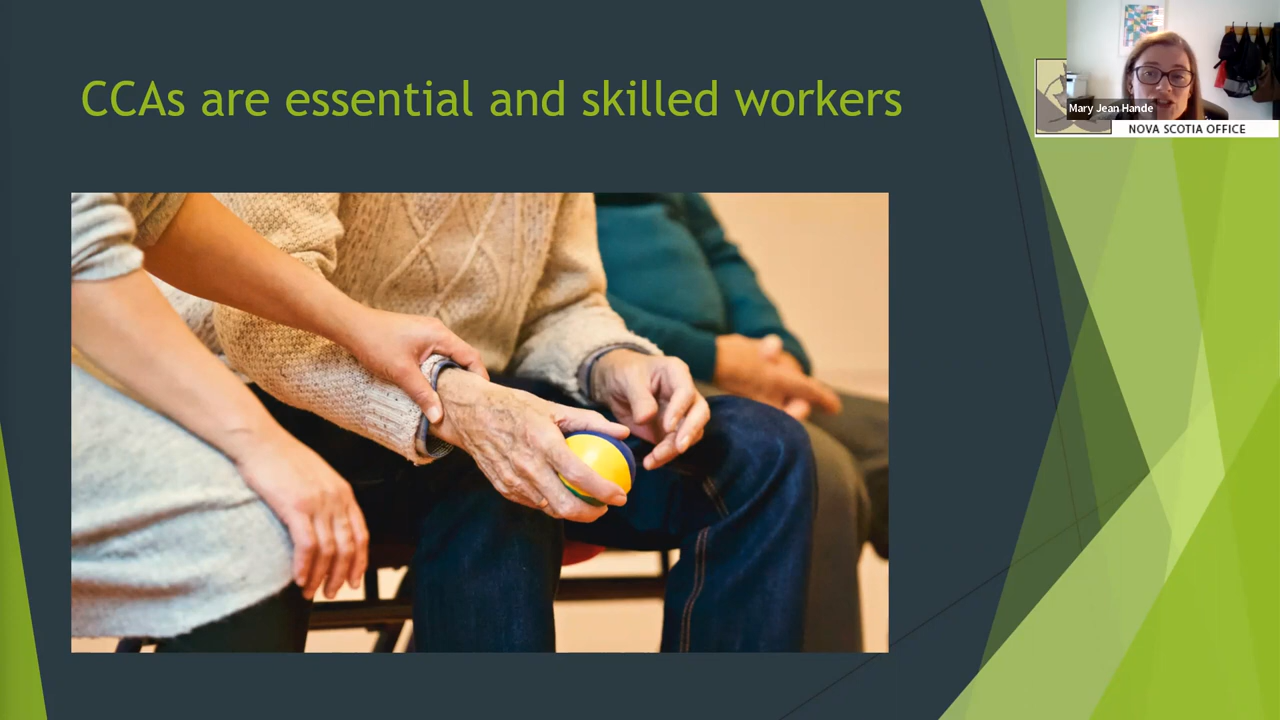 CCAs are essential and skilled workers
Mary Jean Hande
NOVA SCOTIA OFFICE